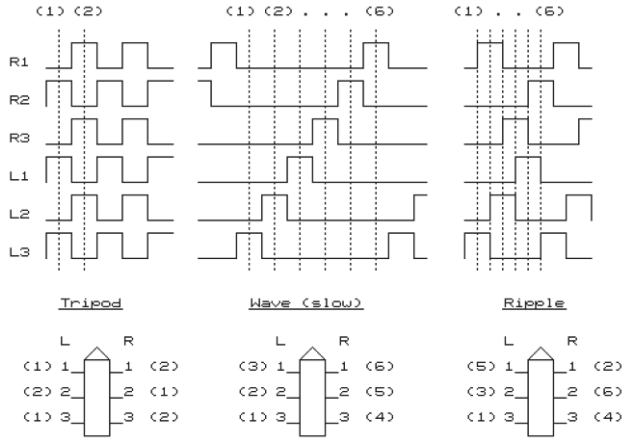 (1) (2) (1) (2) . . . (6) (1) . . (6)
R1
R2
R3
L1
L2
L3
Tripod Wave (slow) Ripple
L R L R L R
(1) 1 1 (2) (3) 1 1 (6) (5) 1 1 (2)
(2) 2 2 (1) (2) 2 2 (5) (3) 2 2 (6)
(1) 3 3 (2) (1) 3 3 (4) (1) 3 3 (4)